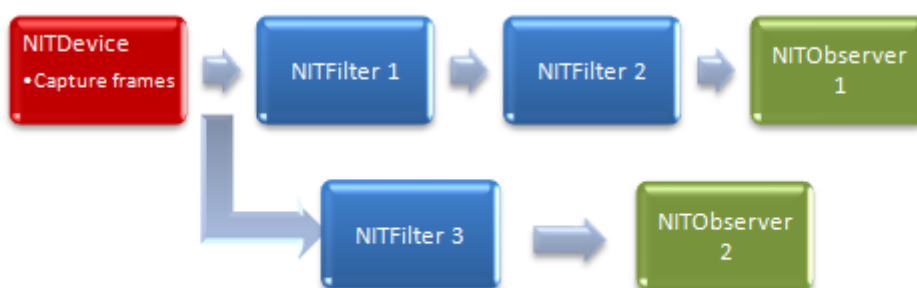 NITDevice
•Capture frames
NITFilter 1
NITFilter 2
NITObserver
1
NITFilter 3
NITObserver
2